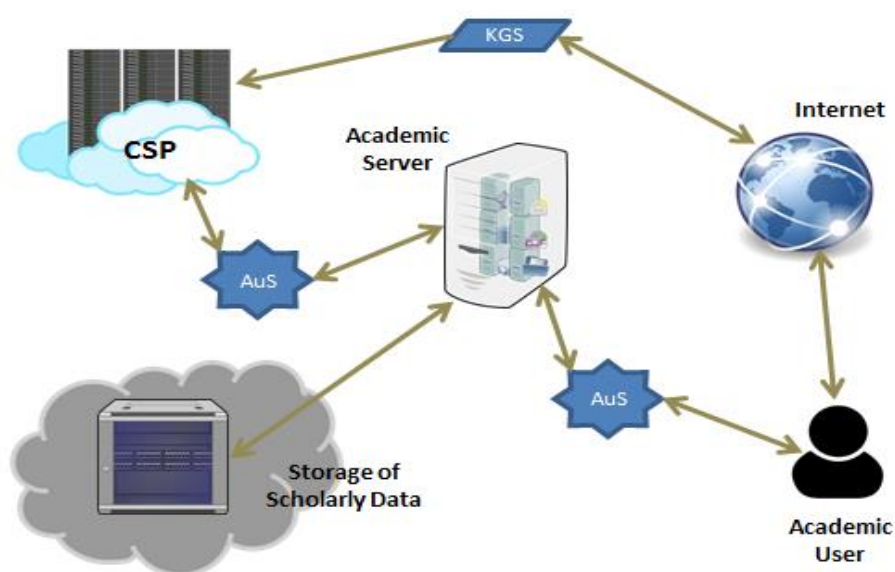 KGS
Internet
Academic
Server
CSP
AuS
AuS
Storage of
Scholarly Data
Academic
User